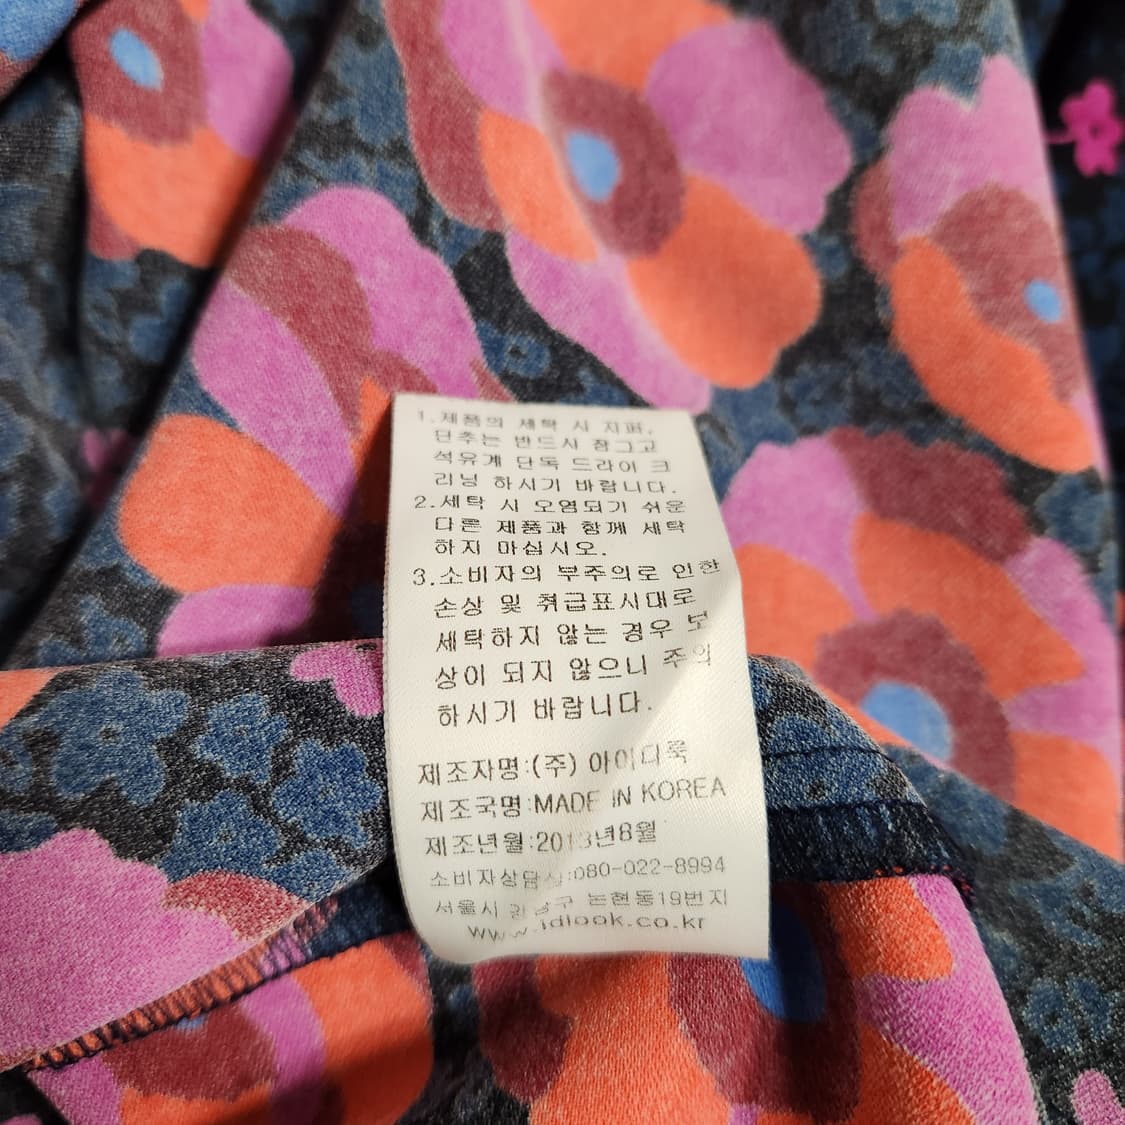 1.제품의 세탁 시 지퍼,
단추는 반드시 잠그고
석유계 단독 드라이 크
리닝 하시기 바랍니다.
2.세탁 시 오염되기 쉬운
다른 제품과 함께 세탁
하지 마십시오.
3.소비자의 부주의로 인한
손상 및 취급표시대로
세탁하지 않는 경우 보
상이 되지 않으니 주의
하시기 바랍니다.
제조자명:(주) 아이디룩
제조국명:MADE IN KOREA
제조년월:2013년8월
소비자상담실:080-022-8994
서울시 강남구 논현동19번지
www.idlook.co.kr